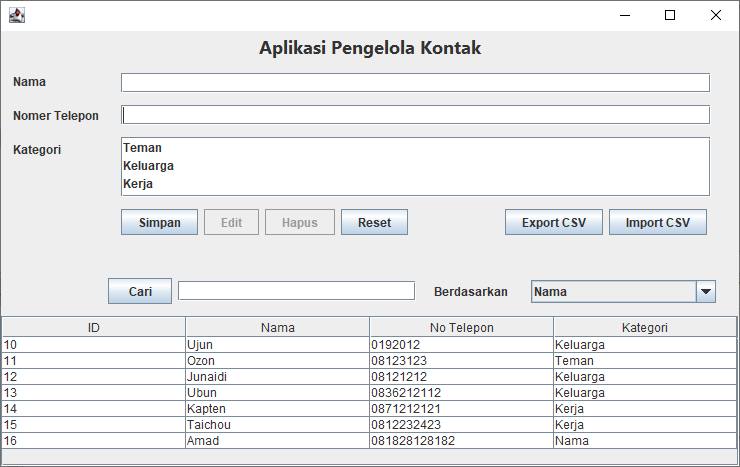 Aplikasi Pengelola Kontak
Nama
Nomer Telepon
Kategori
Teman
Keluarga
Kerja
Simpan Edit Hapus Reset Export CSV Import CSV
Cari Berdasarkan Nama
ID Nama No Telepon Kategori
10 Ujun 0192012 Keluarga
11 Ozon 08123123 Teman
12 Junaidi 08121212 Keluarga
13 Ubun 0836212112 Keluarga
14 Kapten 0871212121 Kerja
15 Taichou 0812232423 Kerja
16 Amad 081828128182 Nama